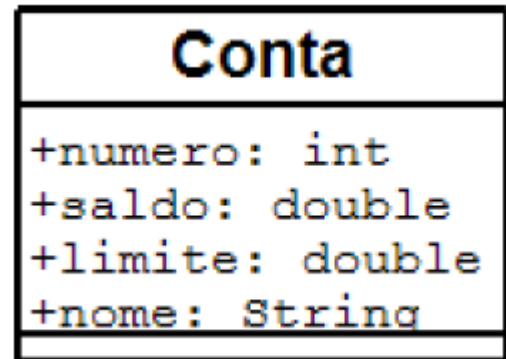 Conta
+numero: int
+saldo: double
+limite: double
+nome: String